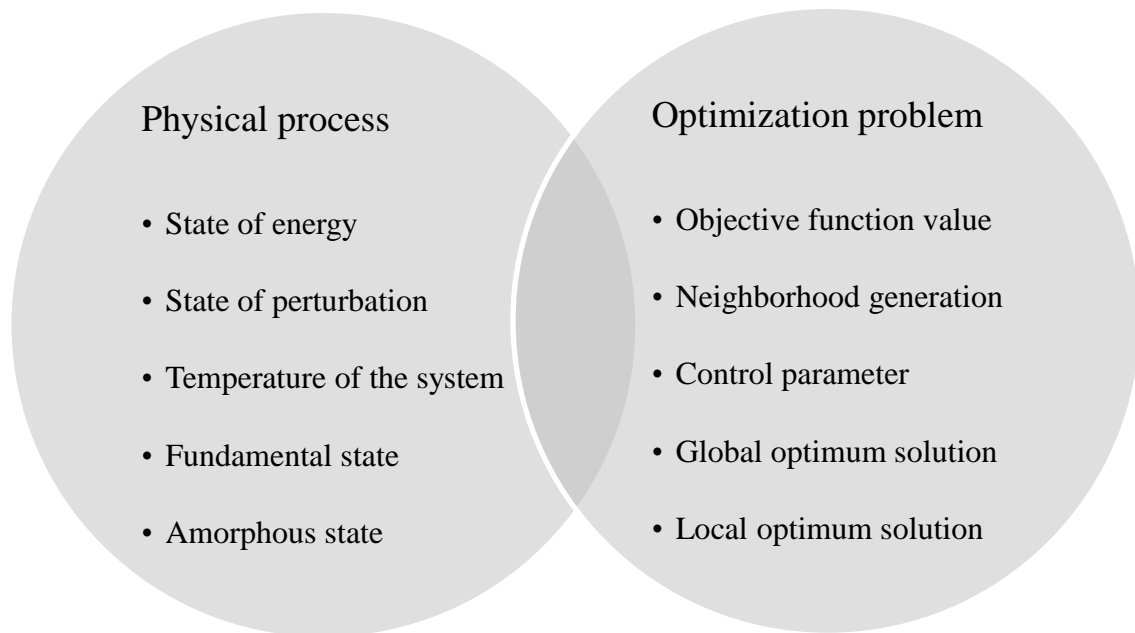 Physical process
• State of energy
• State of perturbation
• Temperature of the system
• Fundamental state
• Amorphous state
Optimization problem
• Objective function value
• Neighborhood generation
• Control parameter
• Global optimum solution
• Local optimum solution